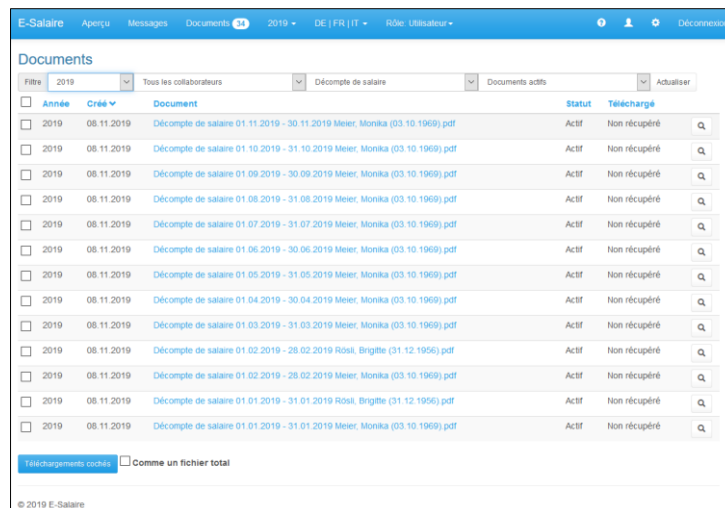 E-Salaire Aperçu Messages Documents 34 2019 DE | FR | IT Rôle: Utilisateur Déconnexion
Documents
Filtre 2019 Tous les collaborateurs Décompte de salaire Documents actifs Actualiser
Année Créé Document Statut Téléchargé
2019 08.11.2019 Décompte de salaire 01.11.2019 - 30.11.2019 Meier, Monika (03.10.1969).pdf Actif Non récupéré
2019 08.11.2019 Décompte de salaire 01.10.2019 - 31.10.2019 Meier, Monika (03.10.1969).pdf Actif Non récupéré
2019 08.11.2019 Décompte de salaire 01.09.2019 - 30.09.2019 Meier, Monika (03.10.1969).pdf Actif Non récupéré
2019 08.11.2019 Décompte de salaire 01.08.2019 - 31.08.2019 Meier, Monika (03.10.1969).pdf Actif Non récupéré
2019 08.11.2019 Décompte de salaire 01.07.2019 - 31.07.2019 Meier, Monika (03.10.1969).pdf Actif Non récupéré
2019 08.11.2019 Décompte de salaire 01.06.2019 - 30.06.2019 Meier, Monika (03.10.1969).pdf Actif Non récupéré
2019 08.11.2019 Décompte de salaire 01.05.2019 - 31.05.2019 Meier, Monika (03.10.1969).pdf Actif Non récupéré
2019 08.11.2019 Décompte de salaire 01.04.2019 - 30.04.2019 Meier, Monika (03.10.1969).pdf Actif Non récupéré
2019 08.11.2019 Décompte de salaire 01.03.2019 - 31.03.2019 Meier, Monika (03.10.1969).pdf Actif Non récupéré
2019 08.11.2019 Décompte de salaire 01.02.2019 - 28.02.2019 Rösli, Brigitte (31.12.1956).pdf Actif Non récupéré
2019 08.11.2019 Décompte de salaire 01.02.2019 - 28.02.2019 Meier, Monika (03.10.1969).pdf Actif Non récupéré
2019 08.11.2019 Décompte de salaire 01.01.2019 - 31.01.2019 Rösli, Brigitte (31.12.1956).pdf Actif Non récupéré
2019 08.11.2019 Décompte de salaire 01.01.2019 - 31.01.2019 Meier, Monika (03.10.1969).pdf Actif Non récupéré
Téléchargements cochés Comme un fichier total
© 2019 E-Salaire